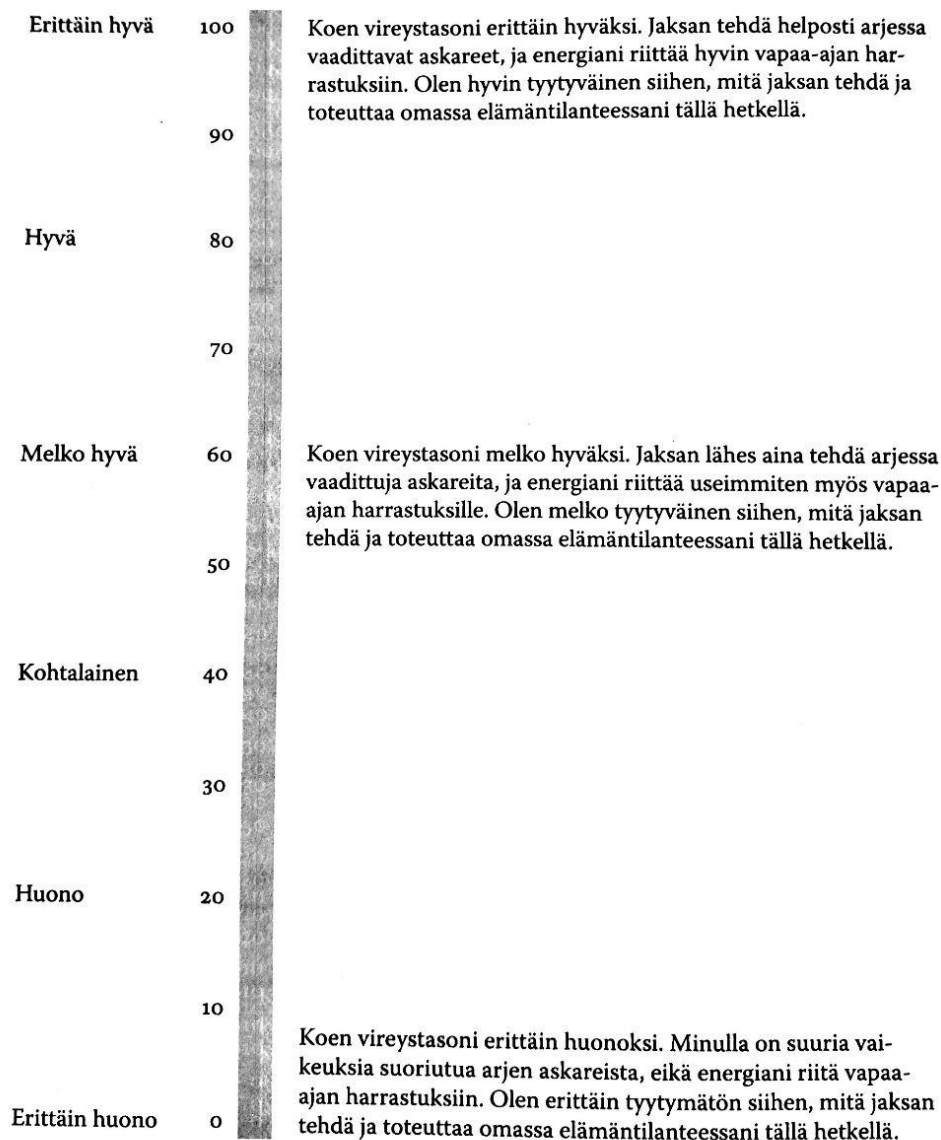 Erittäin hyvä 100 Koen vireystasoni erittäin hyväksi. Jaksan tehdä helposti arjessa
vaadittavat askareet, ja energiani riittää hyvin vapaa-ajan har-
rastuksiin. Olen hyvin tyytyväinen siihen, mitä jaksan tehdä ja
toteuttaa omassa elämäntilanteessani tällä hetkellä.
90
Hyvä 80
70
Melko hyvä 60 Koen vireystasoni melko hyväksi. Jaksan lähes aina tehdä arjessa
vaadittuja askareita, ja energiani riittää useimmiten myös vapaa-
ajan harrastuksille. Olen melko tyytyväinen siihen, mitä jaksan
tehdä ja toteuttaa omassa elämäntilanteessani tällä hetkellä.
50
Kohtalainen 40
30
Huono 20
10
Koen vireystasoni erittäin huonoksi. Minulla on suuria vai-
keuksia suoriutua arjen askareista, eikä energiani riitä vapaa-
ajan harrastuksiin. Olen erittäin tyytymätön siihen, mitä jaksan
Erittäin huono 0 tehdä ja toteuttaa omassa elämäntilanteessani tällä hetkellä.